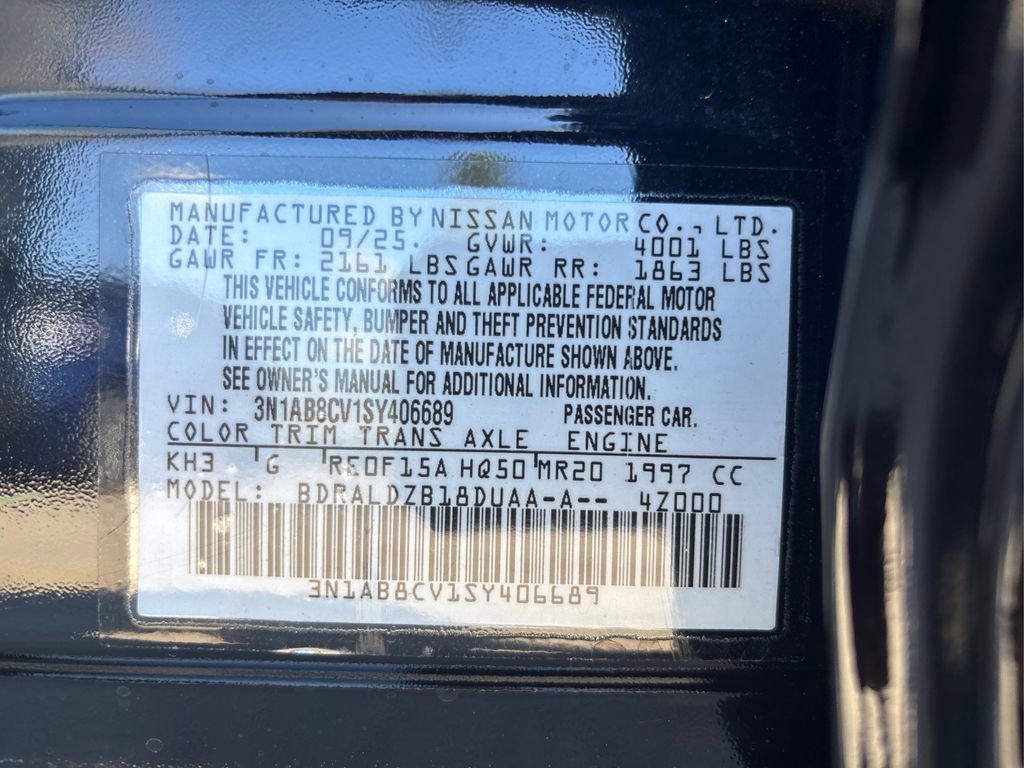 MANUFACTURED BY NISSAN MOTOR CO., LTD.
DATE: 09/25. GVWR: 4001 LBS
GAWR FR: 2161 LBS GAWR RR: 1863 LBS
THIS VEHICLE CONFORMS TO ALL APPLICABLE FEDERAL MOTOR
VEHICLE SAFETY, BUMPER AND THEFT PREVENTION STANDARDS
IN EFFECT ON THE DATE OF MANUFACTURE SHOWN ABOVE.
SEE OWNER'S MANUAL FOR ADDITIONAL INFORMATION.
VIN: 3N1AB8CV1SY406689 PASSENGER CAR.
COLOR TRIM TRANS AXLE ENGINE
KH3 G RE0F15A HQ50 MR20 1997 CC
MODEL: BDRALDZB18DUAA-A-- 4Z000
3N1AB8CV1SY406689